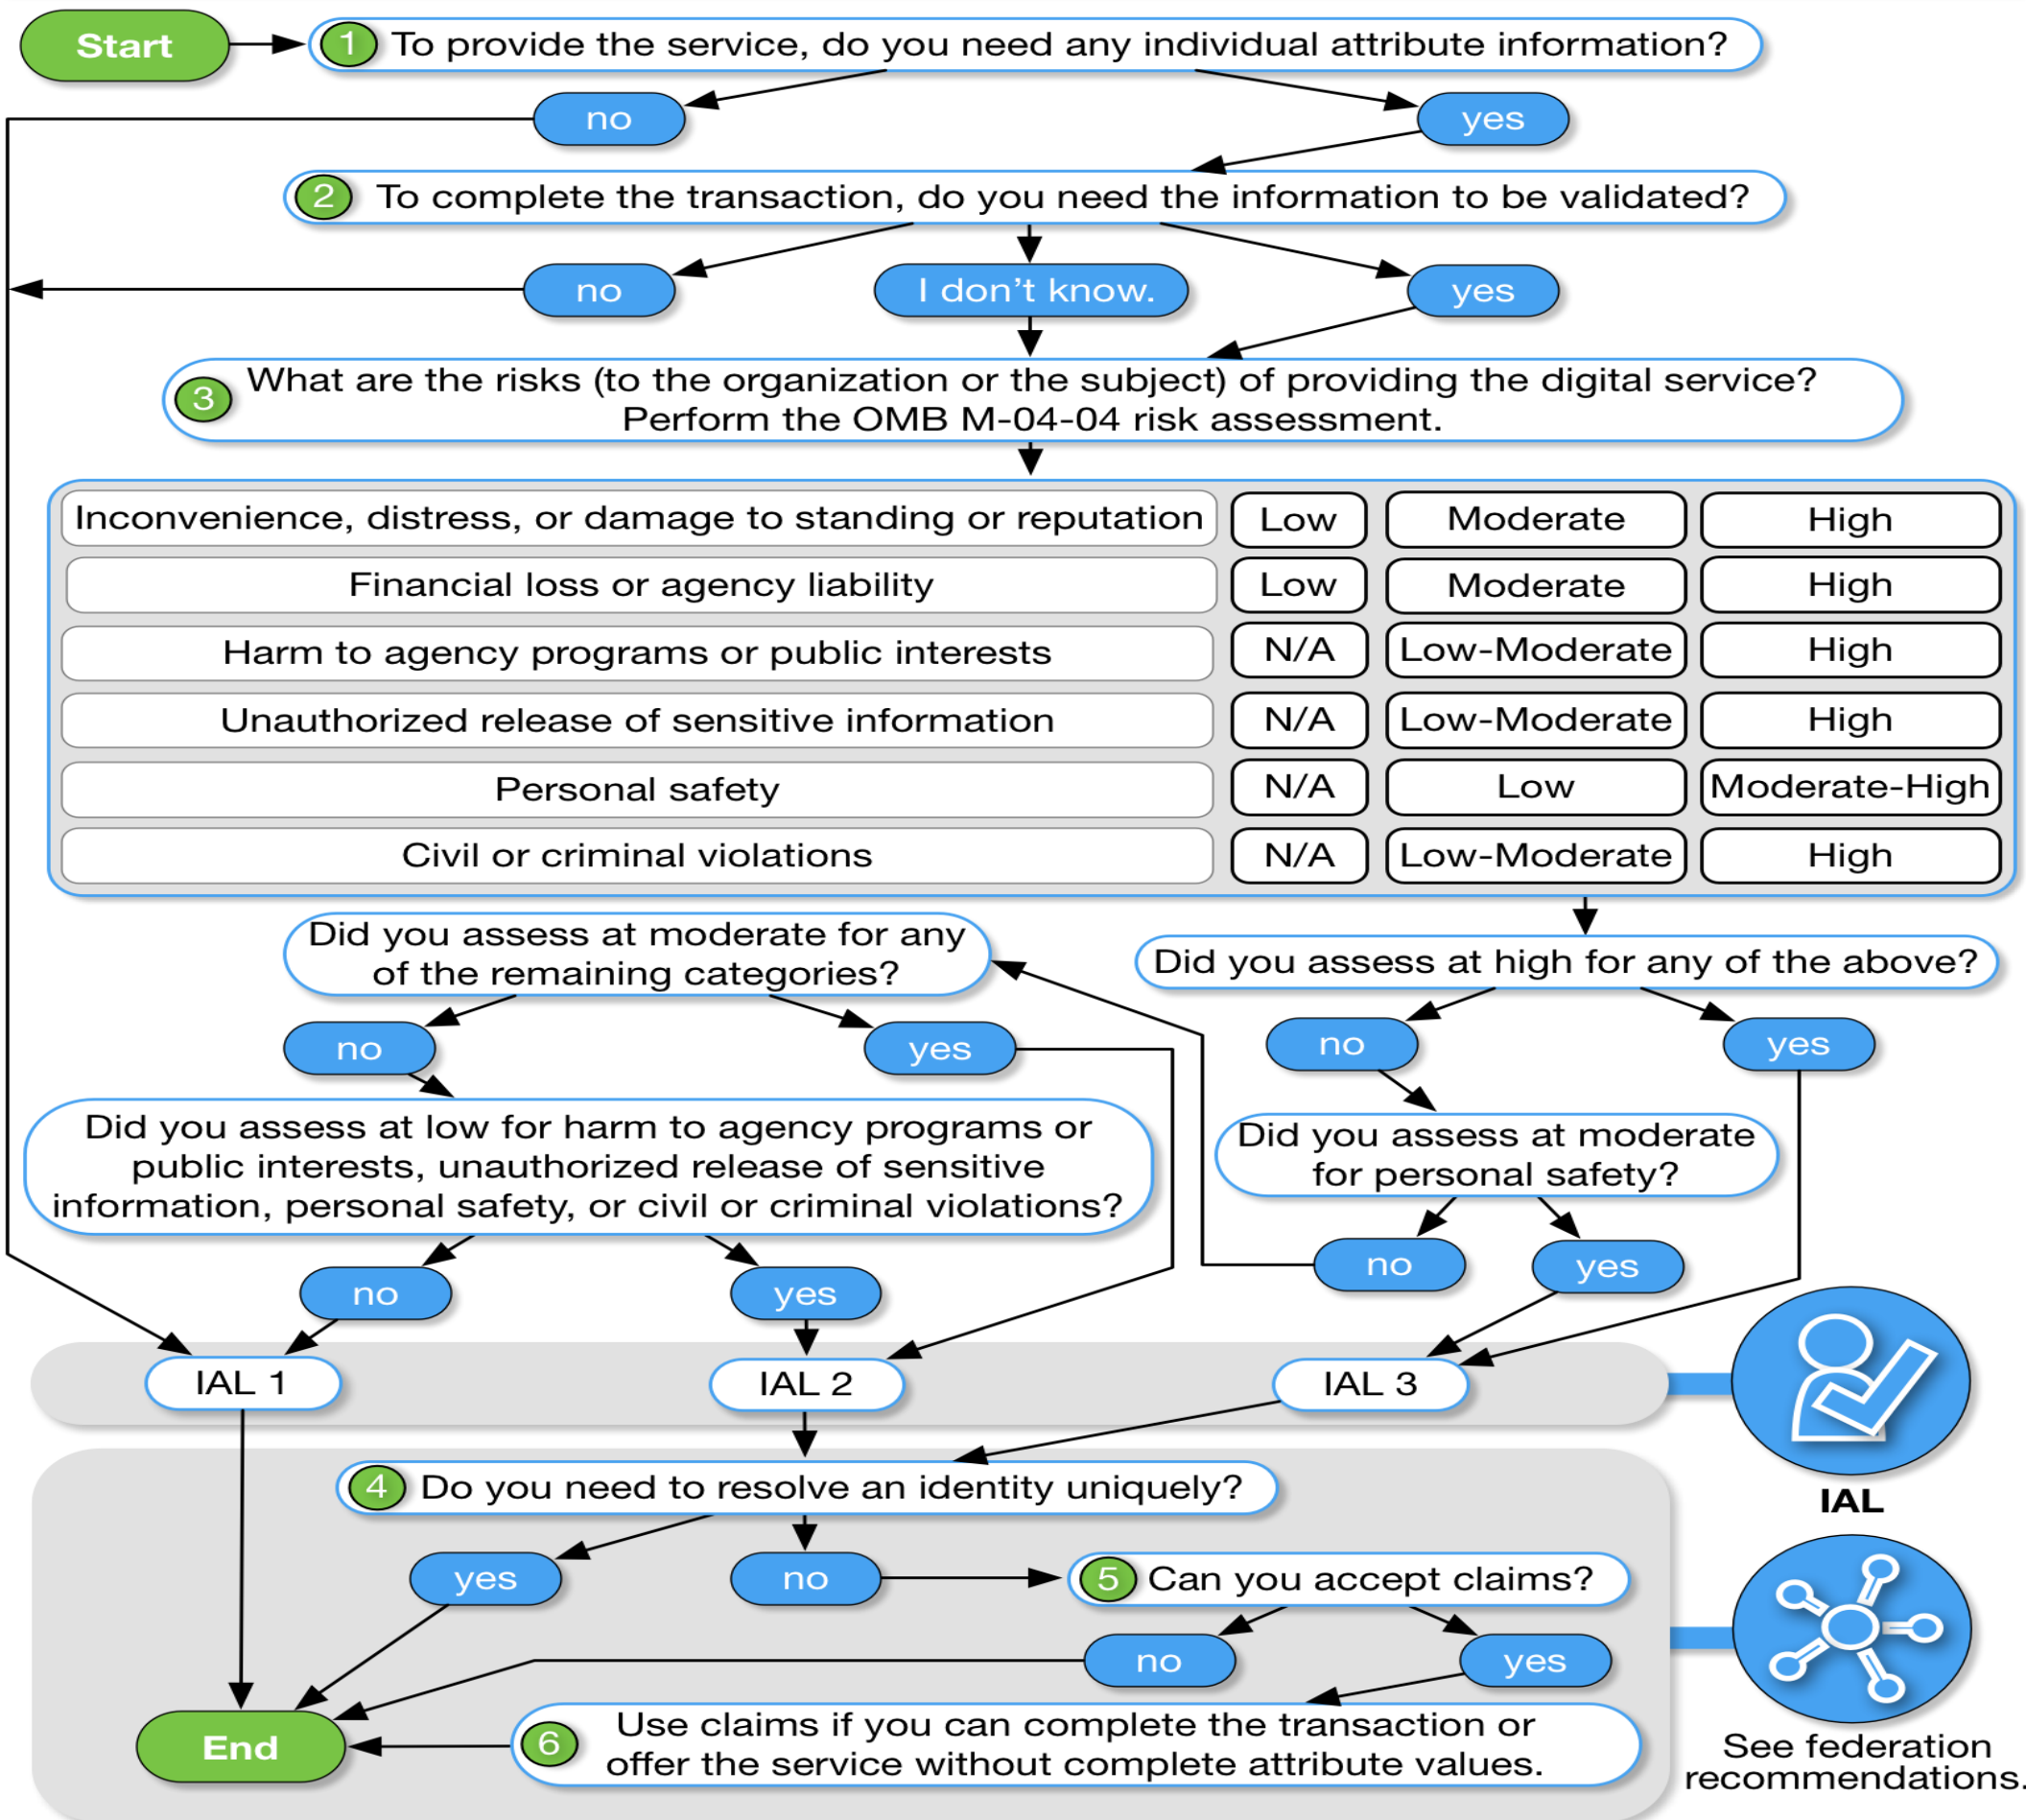 Start
1 To provide the service, do you need any individual attribute information?
no
yes
2 To complete the transaction, do you need the information to be validated?
no
I don't know.
yes
3 What are the risks (to the organization or the subject) of providing the digital service?
Perform the OMB M-04-04 risk assessment.
Inconvenience, distress, or damage to standing or reputation Low Moderate High
Financial loss or agency liability Low Moderate High
Harm to agency programs or public interests N/A Low-Moderate High
Unauthorized release of sensitive information N/A Low-Moderate High
Personal safety N/A Low Moderate-High
Civil or criminal violations N/A Low-Moderate High
Did you assess at moderate for any
of the remaining categories?
Did you assess at high for any of the above?
no
yes
no
yes
Did you assess at low for harm to agency programs or
public interests, unauthorized release of sensitive
information, personal safety, or civil or criminal violations?
Did you assess at moderate
for personal safety?
no
yes
no
yes
IAL 1
IAL 2
IAL 3
IAL
4 Do you need to resolve an identity uniquely?
yes
no
5 Can you accept claims?
no
yes
End
6 Use claims if you can complete the transaction or
offer the service without complete attribute values.
See federation
recommendations.